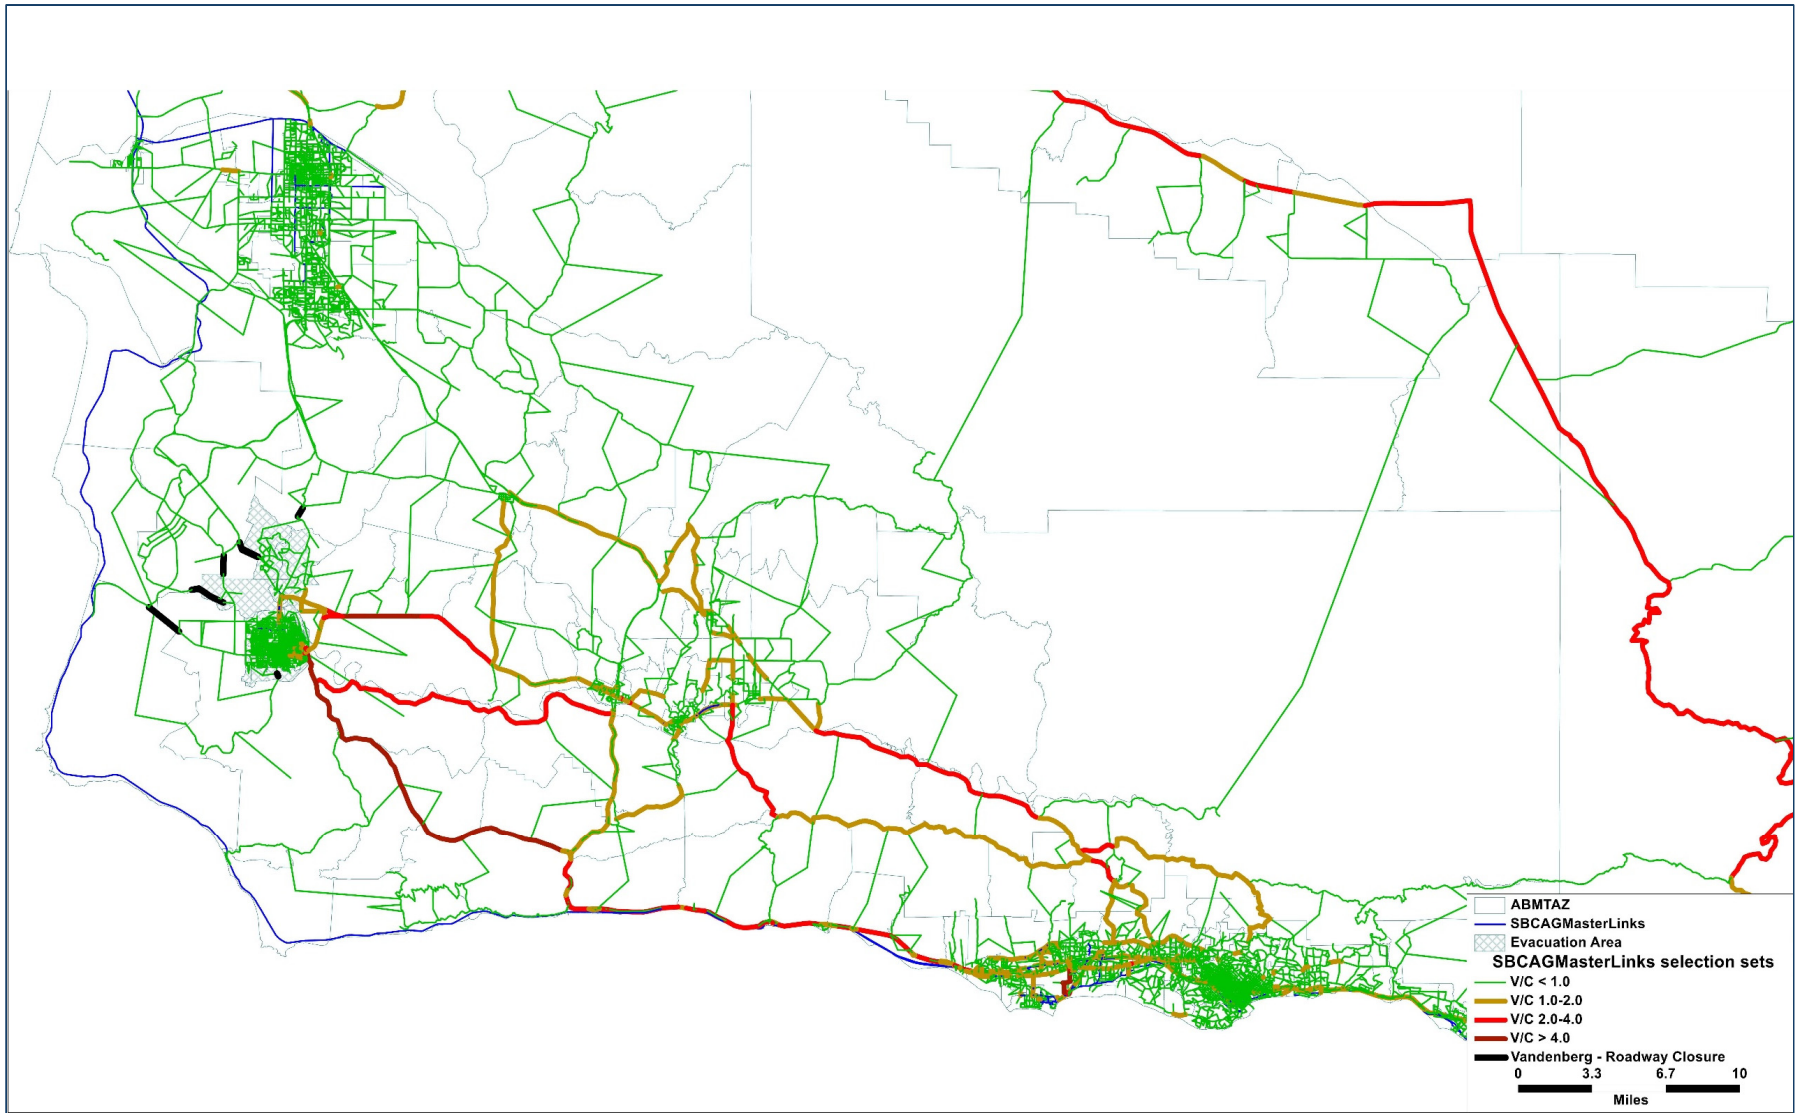 ABMTAZ
SBCAGMasterLinks
Evacuation Area
SBCAGMasterLinks selection sets
V/C < 1.0
V/C 1.0-2.0
V/C 2.0-4.0
V/C > 4.0
Vandenberg - Roadway Closure
0 3.3 6.7 10
Miles